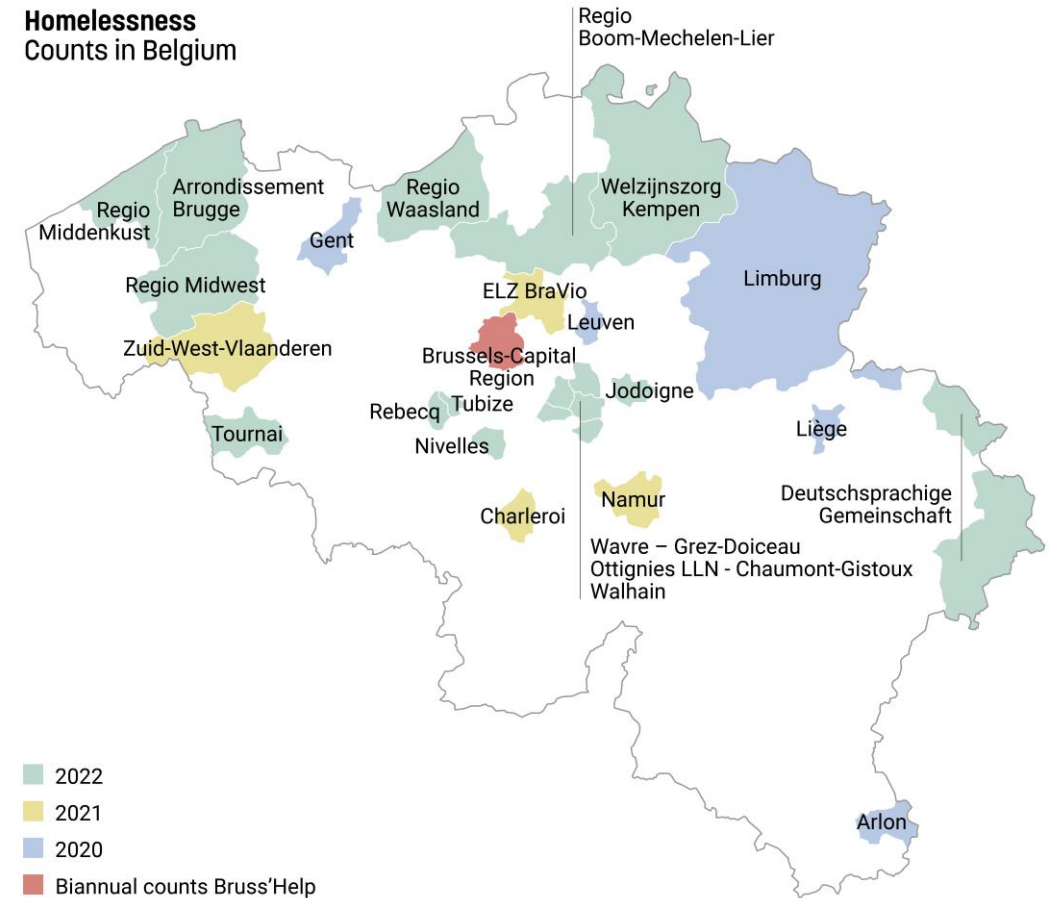 Homelessness
Counts in Belgium
Regio
Boom-Mechelen-Lier
Arrondissement
Brugge
Regio
Middenkust
Regio
Waasland
Welzijnszorg
Kempen
Gent
Regio Midwest
Limburg
ELZ BraVio
Leuven
Zuid-West-Vlaanderen
Brussels-Capital
Region
Jodoigne
Rebecq
Tubize
Nivelles
Tournai
Liège
Charleroi
Namur
Deutschsprachige
Gemeinschaft
Wavre – Grez-Doiceau
Ottignies LLN - Chaumont-Gistoux
Walhain
Arlon
2022
2021
2020
Biannual counts Bruss’Help